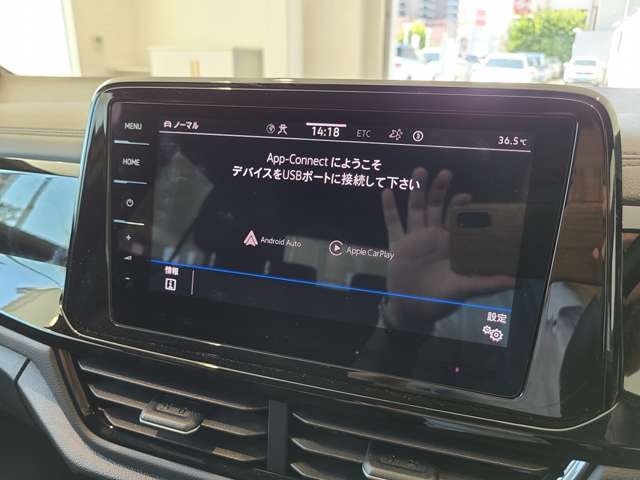 MENU
ノーマル
14:18
ETC
3
36.5℃
HOME
App-Connect にようこそ
デバイスをUSBポートに接続して下さい
Android Auto
Apple CarPlay
情報
設定